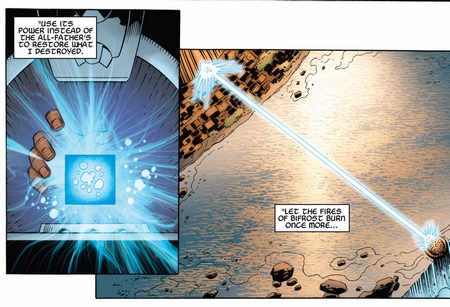 "USE ITS
POWER INSTEAD OF
THE ALL-FATHER'S
TO RESTORE WHAT
I DESTROYED.
"LET THE FIRES
OF BIFROST BURN
ONCE MORE...